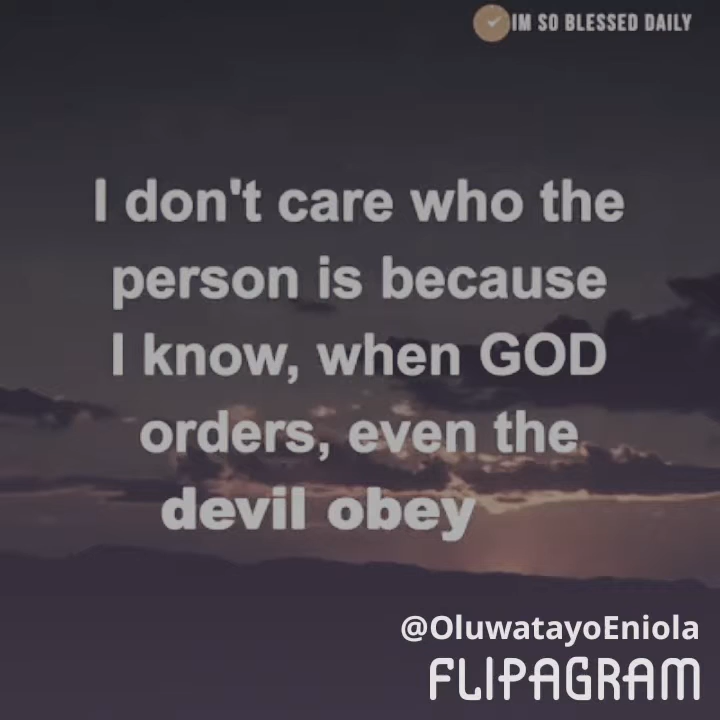 IM SO BLESSED DAILY
I don't care who the
person is because
I know, when GOD
orders, even the
devil obey
@OluwatayoEniola
FLIPAGRAM